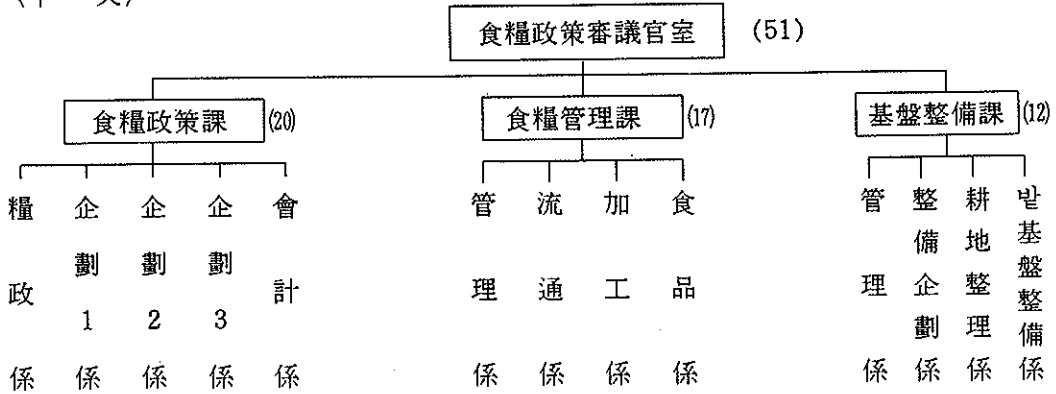 食糧政策審議官室 (51)
食糧政策課 (20)
食糧管理課 (17)
基盤整備課 (12)
糧政係
企劃1係
企劃2係
企劃3係
會計係
管理係
流通係
加工係
食品係
管理係
整備企劃係
耕地整理係
밭基盤整備係